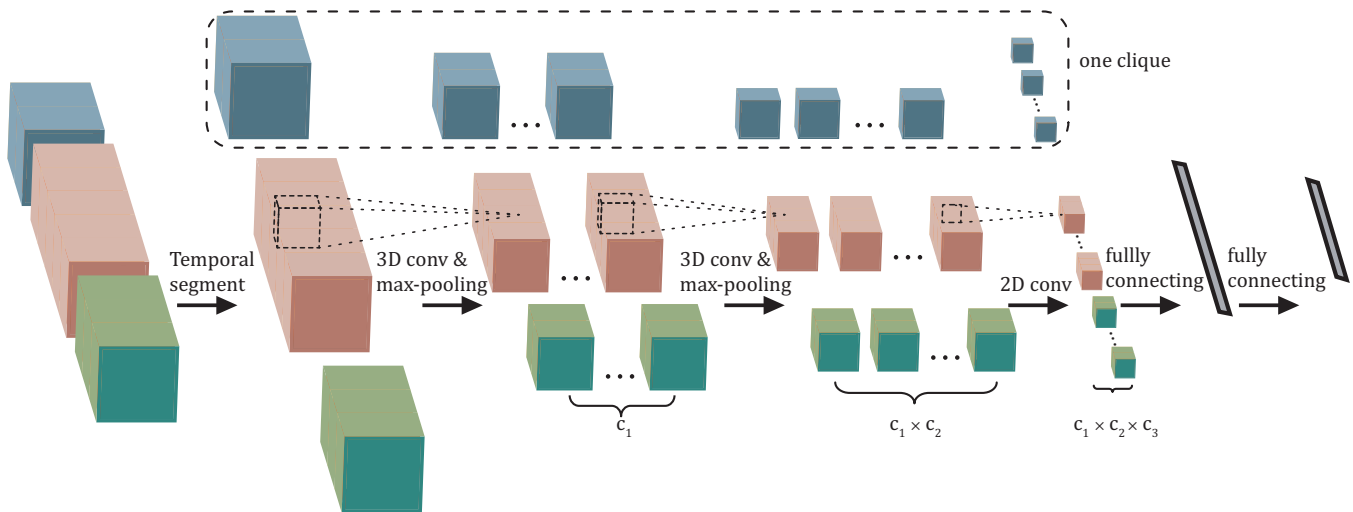 one clique
Temporal
segment
3D conv &
max-pooling
3D conv &
max-pooling
2D conv
fullly
connecting
fully
connecting
c₁
c₁ × c₂
c₁ × c₂ × c₃